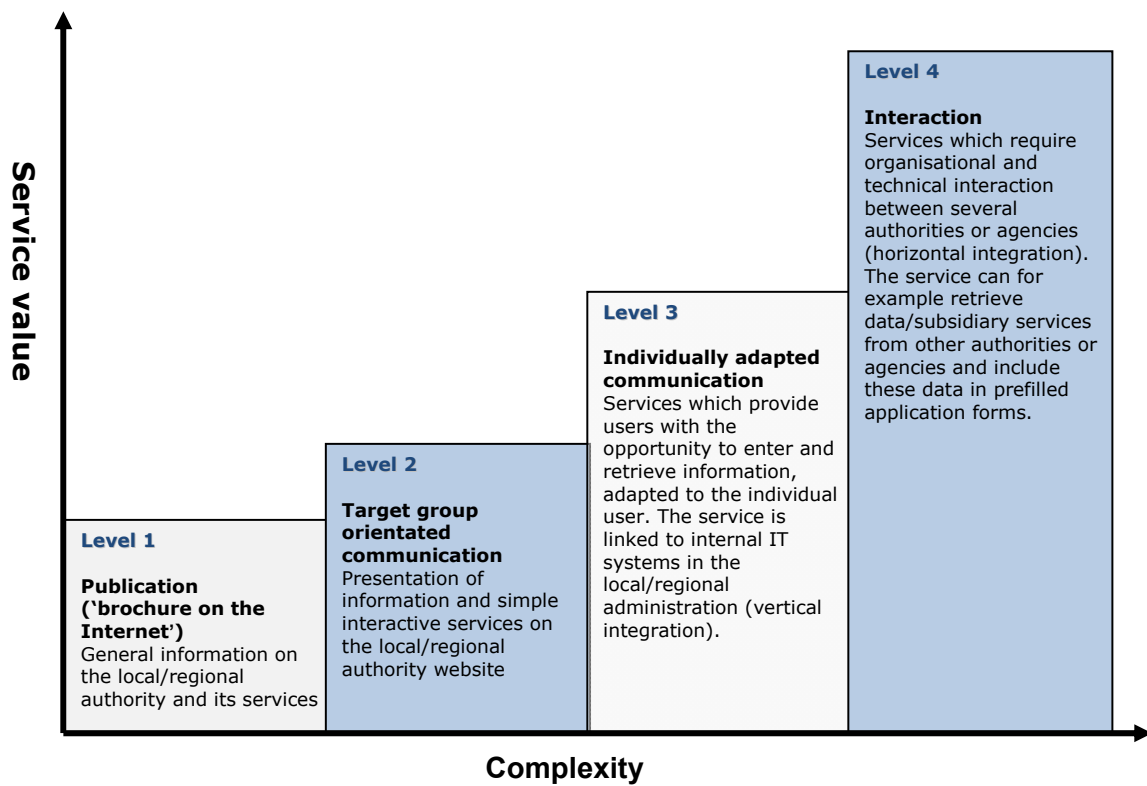 Service value
Level 1
Publication
(‘brochure on the
Internet’)
General information on
the local/regional
authority and its services
Level 2
Target group
orientated
communication
Presentation of
information and simple
interactive services on
the local/regional
authority website
Level 3
Individually adapted
communication
Services which provide
users with the
opportunity to enter and
retrieve information,
adapted to the individual
user. The service is
linked to internal IT
systems in the
local/regional
administration (vertical
integration).
Level 4
Interaction
Services which require
organisational and
technical interaction
between several
authorities or agencies
(horizontal integration).
The service can for
example retrieve
data/subsidiary services
from other authorities or
agencies and include
these data in prefilled
application forms.
Complexity